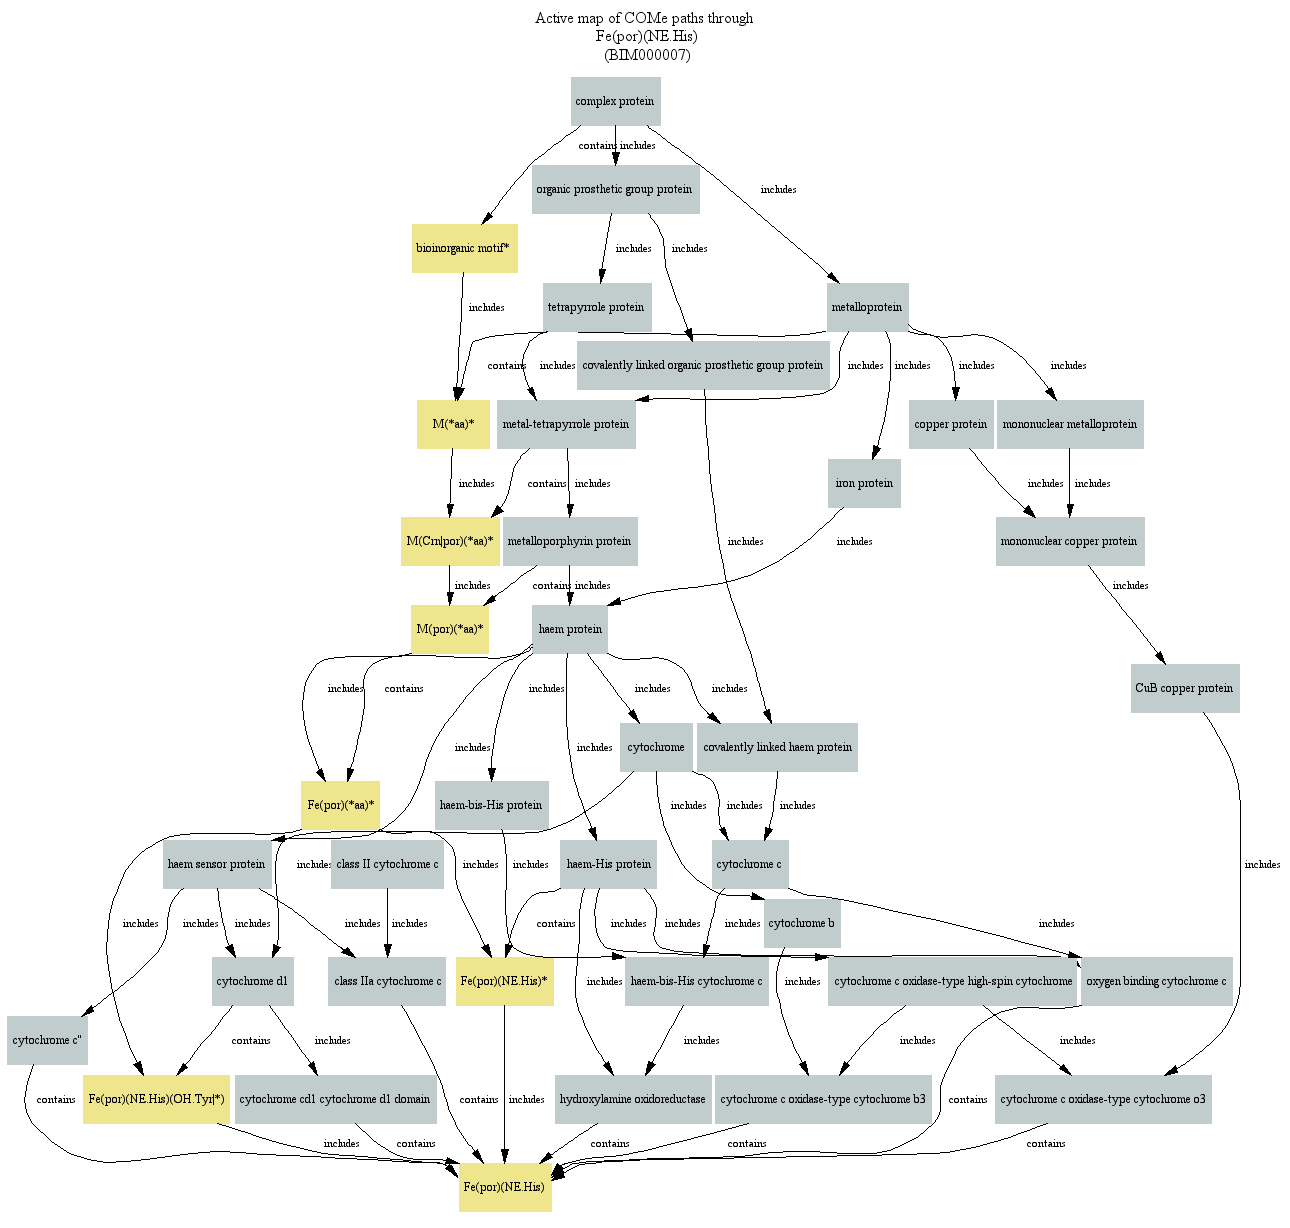 Active map of COMe paths through
Fe(por)(NE.His)
(BIM000007)
complex protein
contains
includes
organic prosthetic group protein
includes
bioinorganic motif*
includes
includes
tetrapyrrole protein
metalloprotein
includes
contains
includes
covalently linked organic prosthetic group protein
includes
includes
includes
includes
M(*aa)*
metal-tetrapyrrole protein
copper protein
mononuclear metalloprotein
includes
contains
includes
iron protein
includes
includes
M(Crn|por)(*aa)*
metalloporphyrin protein
includes
includes
mononuclear copper protein
includes
contains
includes
includes
M(por)(*aa)*
haem protein
includes
contains
includes
includes
includes
CuB copper protein
includes
includes
cytochrome
covalently linked haem protein
Fe(por)(*aa)*
haem-bis-His protein
includes
includes
includes
haem sensor protein
includes
class II cytochrome c
includes
includes
haem-His protein
cytochrome c
includes
includes
includes
includes
includes
includes
contains
includes
includes
includes
cytochrome b
includes
cytochrome d1
class IIa cytochrome c
Fe(por)(NE.His)*
includes
haem-bis-His cytochrome c
includes
cytochrome c oxidase-type high-spin cytochrome
oxygen binding cytochrome c
cytochrome c"
contains
includes
includes
includes
includes
contains
Fe(por)(NE.His)(OH.Tyr|*)
cytochrome cd1 cytochrome d1 domain
contains
includes
hydroxylamine oxidoreductase
cytochrome c oxidase-type cytochrome b3
contains
cytochrome c oxidase-type cytochrome o3
includes
contains
contains
contains
contains
Fe(por)(NE.His)